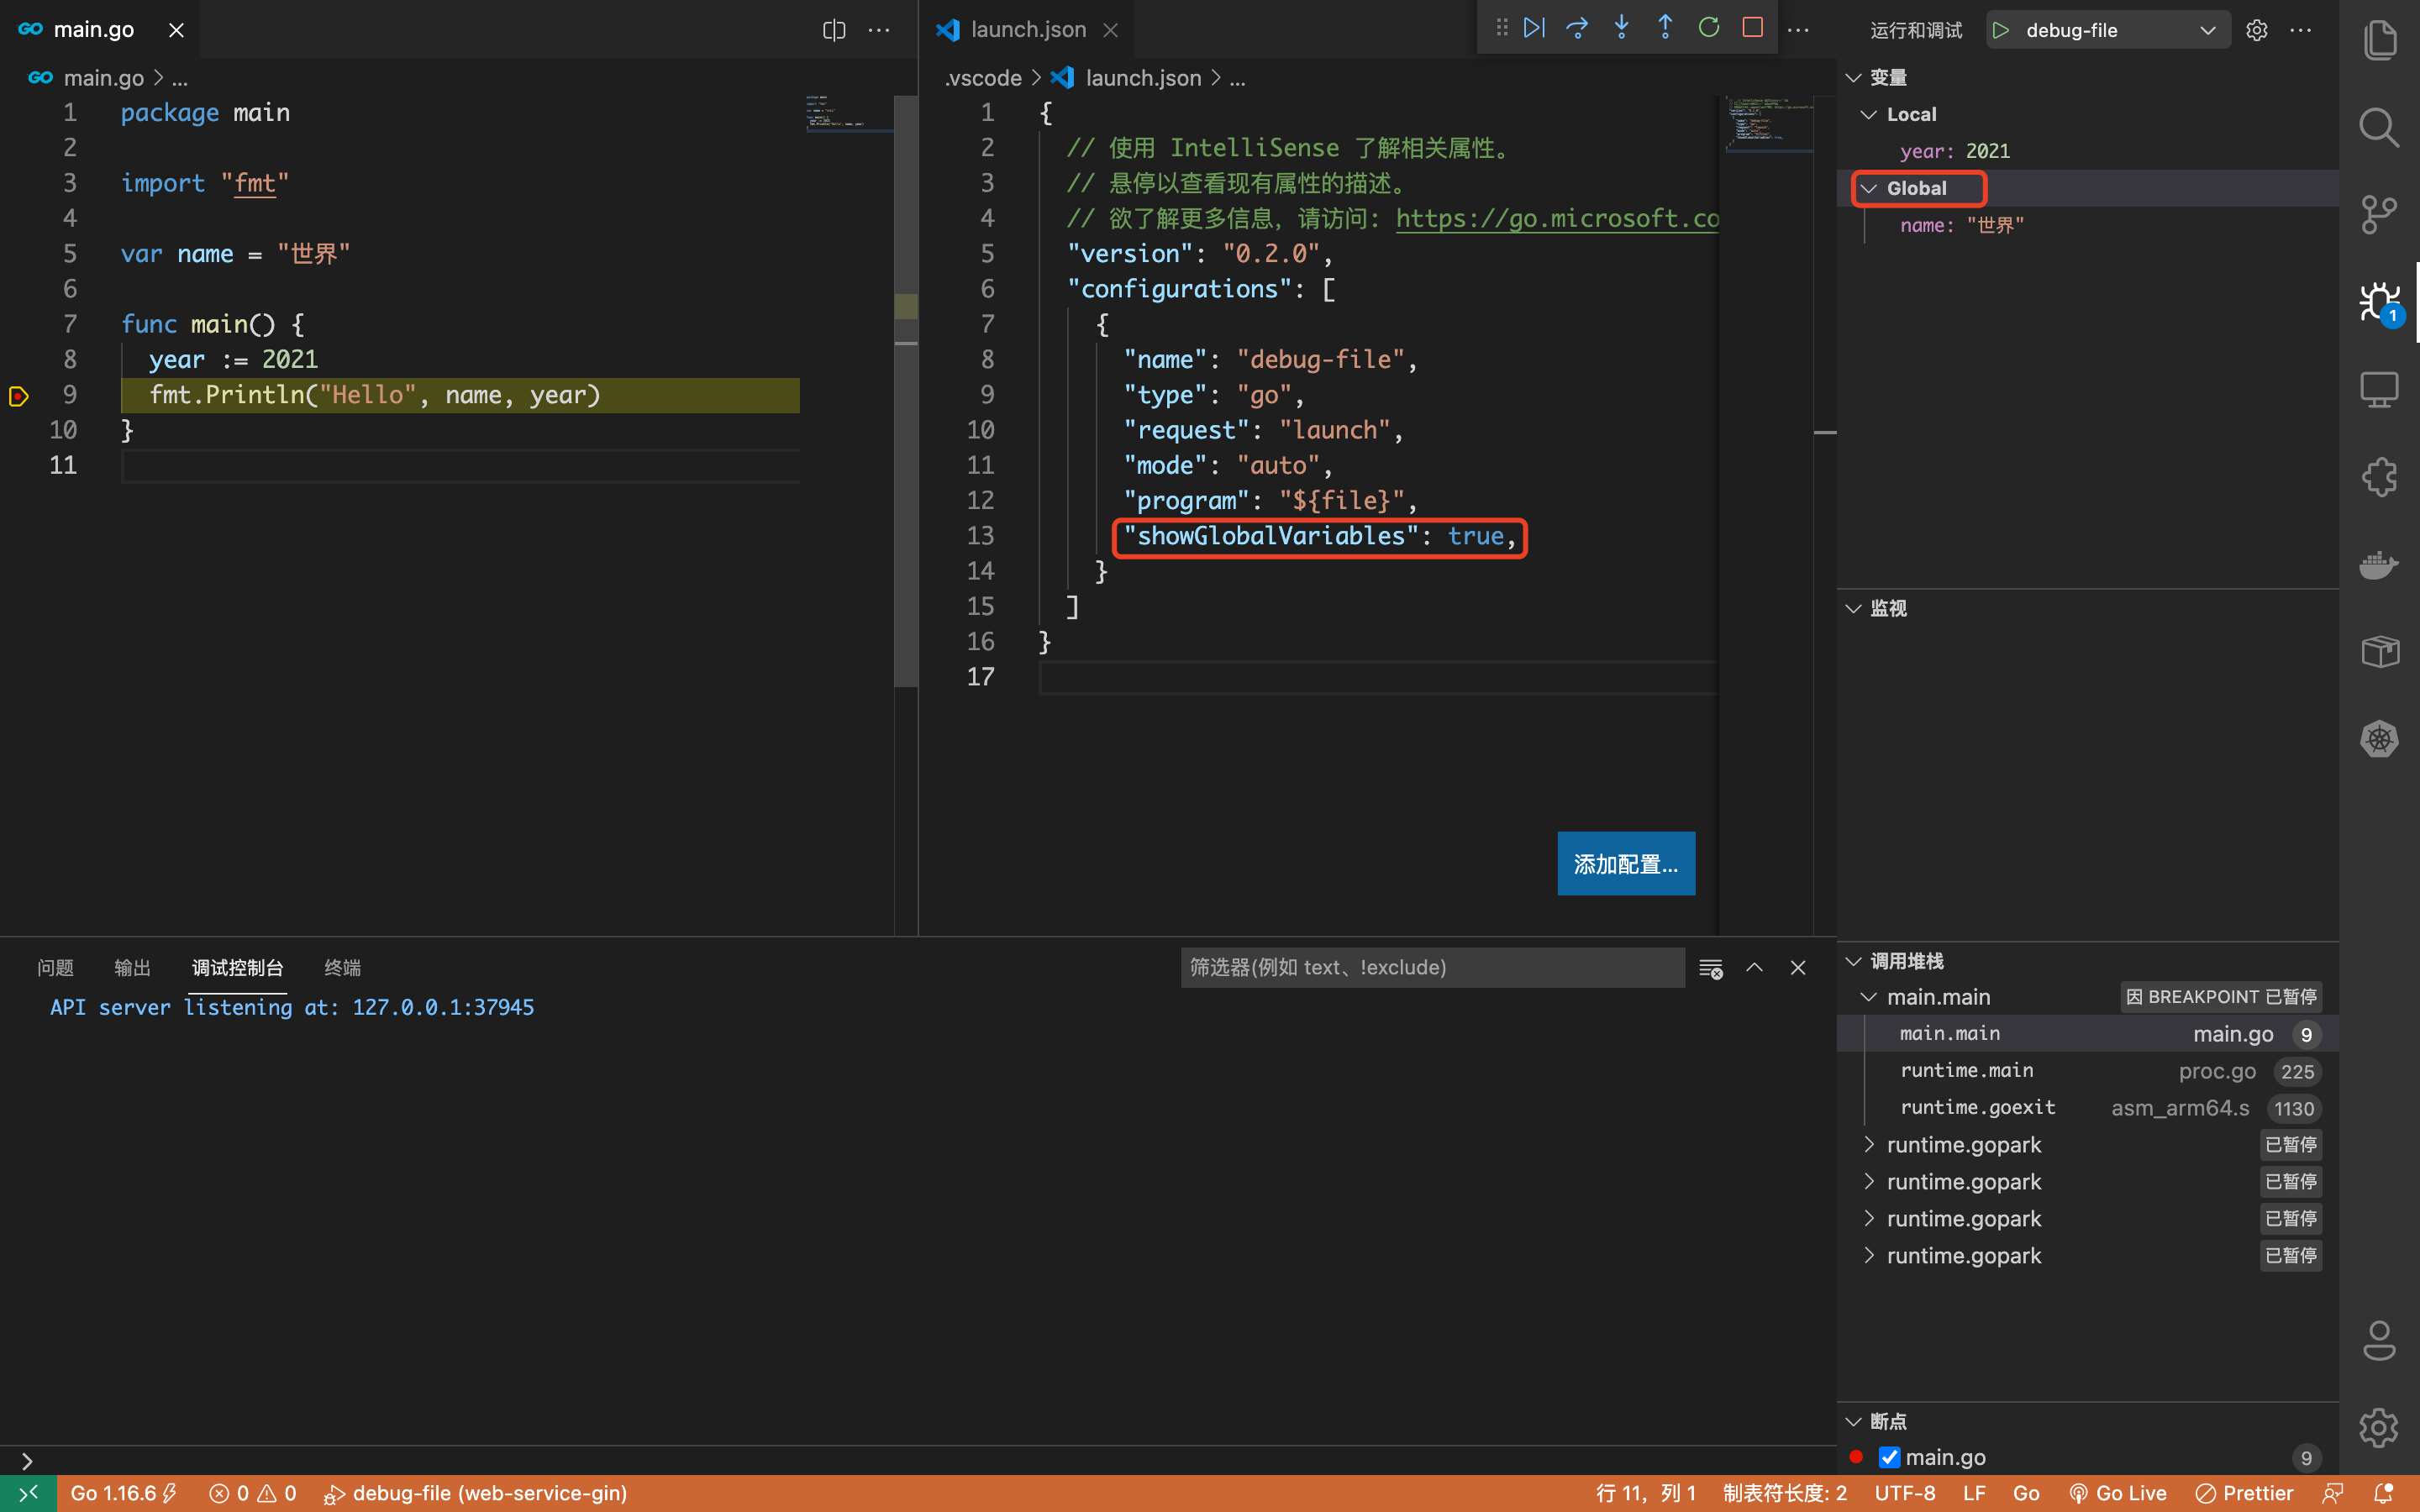 main.go
main.go > ...
1 package main
2
3 import "fmt"
4
5 var name = "世界"
6
7 func main() {
8 year := 2021
9 fmt.Println("Hello", name, year)
10 }
11
launch.json
.vscode > launch.json > ...
1 {
2 // 使用 IntelliSense 了解相关属性。
3 // 悬停以查看现有属性的描述。
4 // 欲了解更多信息，请访问: https://go.microsoft.co
5 "version": "0.2.0",
6 "configurations": [
7 {
8 "name": "debug-file",
9 "type": "go",
10 "request": "launch",
11 "mode": "auto",
12 "program": "${file}",
13 "showGlobalVariables": true,
14 }
15 ]
16 }
17
添加配置...
运行和调试 debug-file
变量
Local
year: 2021
Global
name: "世界"
监视
调用堆栈
main.main 因 BREAKPOINT 已暂停
main.main main.go 9
runtime.main proc.go 225
runtime.goexit asm_arm64.s 1130
runtime.gopark 已暂停
runtime.gopark 已暂停
runtime.gopark 已暂停
runtime.gopark 已暂停
断点
main.go 9
1
问题 输出 调试控制台 终端 筛选器(例如 text、!exclude)
API server listening at: 127.0.0.1:37945
Go 1.16.6 0 0 debug-file (web-service-gin) 行 11，列 1 制表符长度: 2 UTF-8 LF Go Go Live Prettier